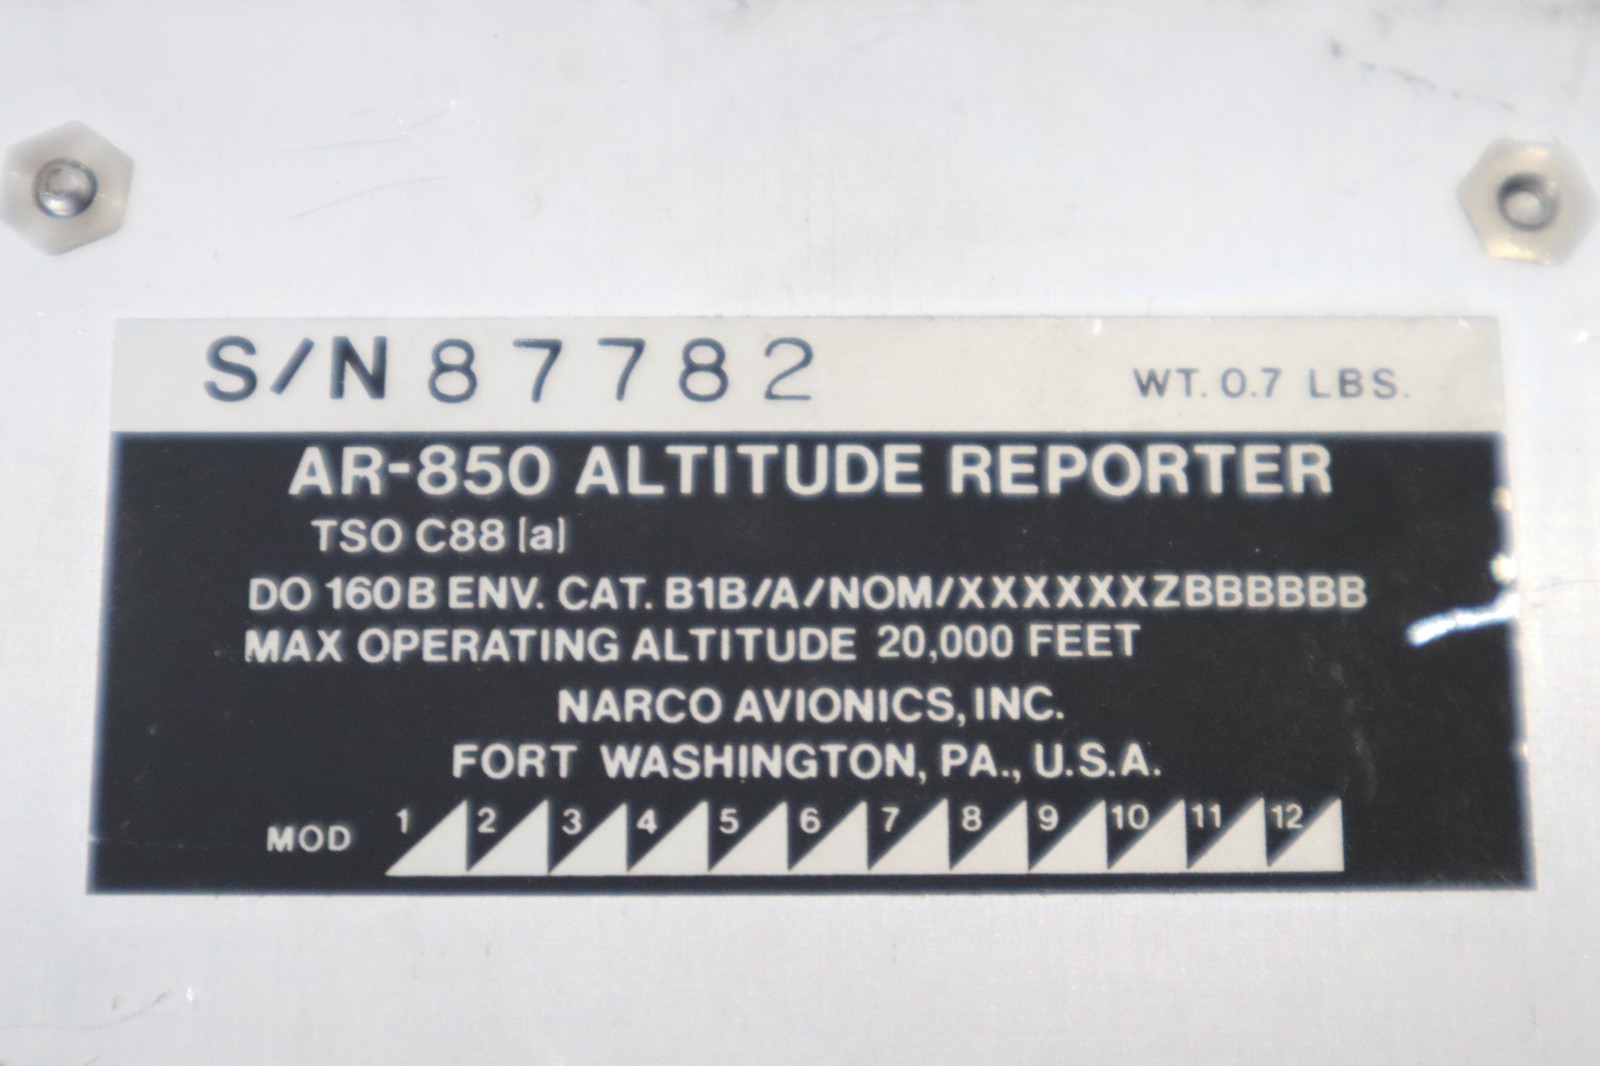 S/N 87782 WT. 0.7 LBS.
AR-850 ALTITUDE REPORTER
TSO C88 (a)
DO 160B ENV. CAT. B1B/A/NOM/XXXXXXZBBBBBB
MAX OPERATING ALTITUDE 20,000 FEET
NARCO AVIONICS, INC.
FORT WASHINGTON, PA., U.S.A.
MOD 1 2 3 4 5 6 7 8 9 10 11 12